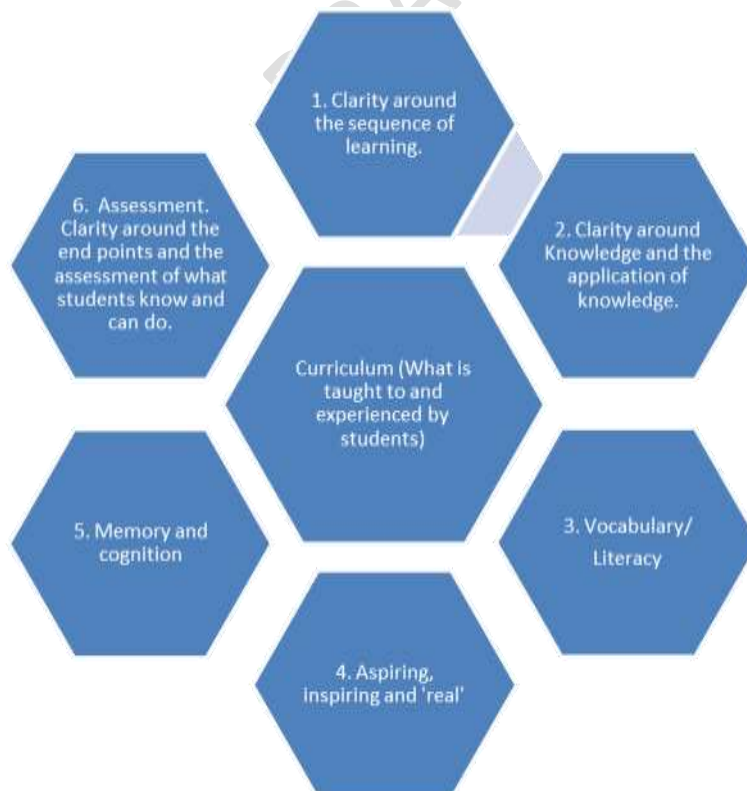 1. Clarity around
the sequence of
learning.
2. Clarity around
Knowledge and the
application of
knowledge.
3. Vocabulary/
Literacy
4. Aspiring,
inspiring and 'real'
5. Memory and
cognition
6. Assessment.
Clarity around the
end points and the
assessment of what
students know and
can do.
Curriculum (What is
taught to and
experienced by
students)